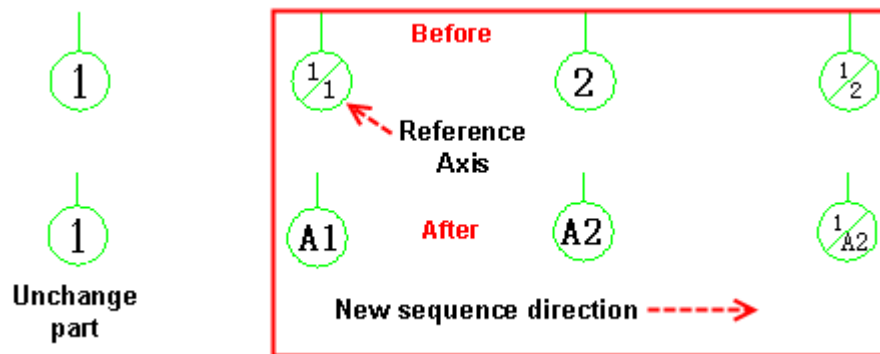 Before
1
1/1
2
1/2
Reference
Axis
1
A1
After
A2
1/A2
Unchange
part
New sequence direction